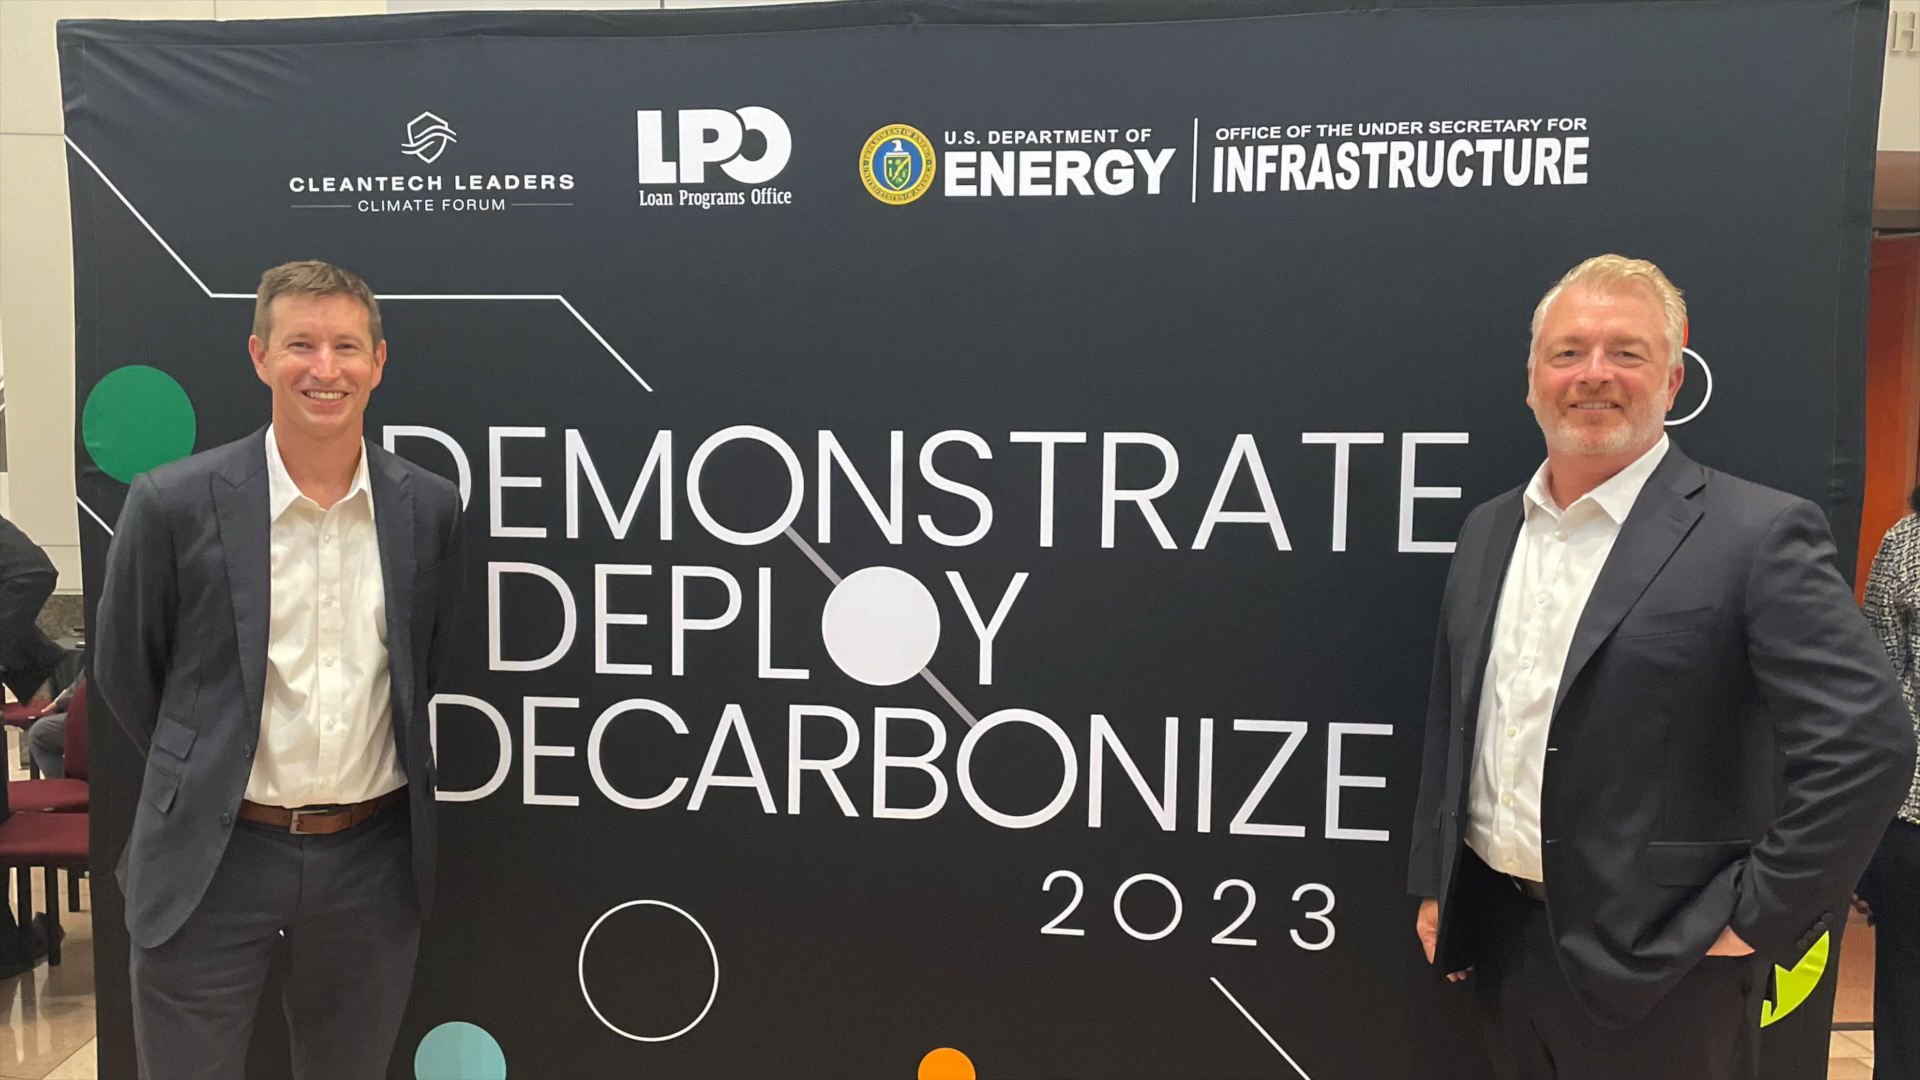 CLEANTECH LEADERS
CLIMATE FORUM
LPO
Loan Programs Office
U.S. DEPARTMENT OF
ENERGY
OFFICE OF THE UNDER SECRETARY FOR
INFRASTRUCTURE
DEMONSTRATE
DEPLOY
DECARBONIZE
2023
H